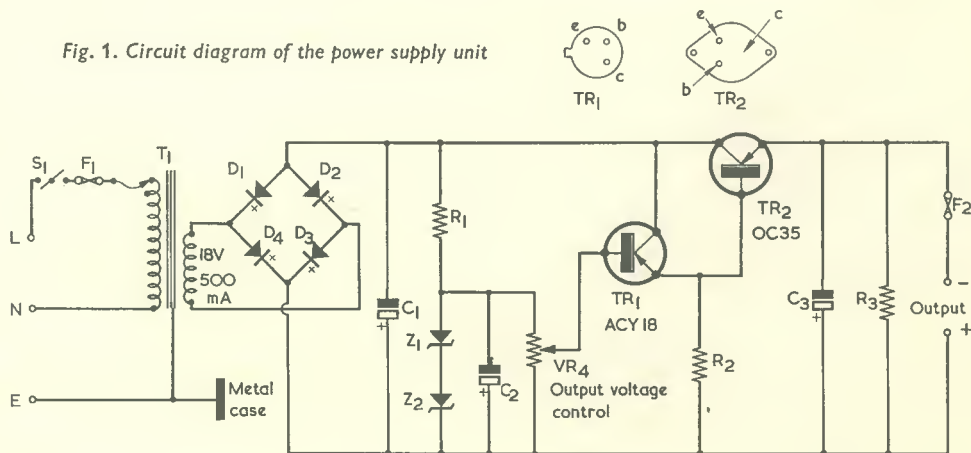 Fig. 1. Circuit diagram of the power supply unit
e b
c
TR1
e c
b
TR2
S1 F1 T1
L
N
E
18V
500
mA
Metal
case
D1 D2
D4 D3
x x
x x
C1
+
R1
Z1
Z2
C2
+
VR4
Output voltage
control
TR1
ACY 18
TR2
OC35
R2
C3
+
R3
F2
−
Output
+